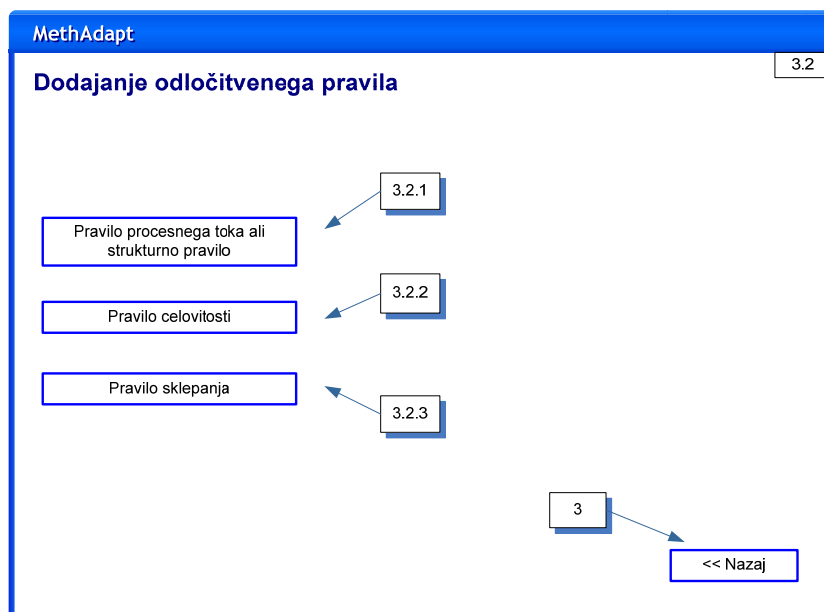 MethAdapt
3.2
Dodajanje odločitvenega pravila
3.2.1
Pravilo procesnega toka ali
strukturno pravilo
3.2.2
Pravilo celovitosti
Pravilo sklepanja
3.2.3
3
<< Nazaj